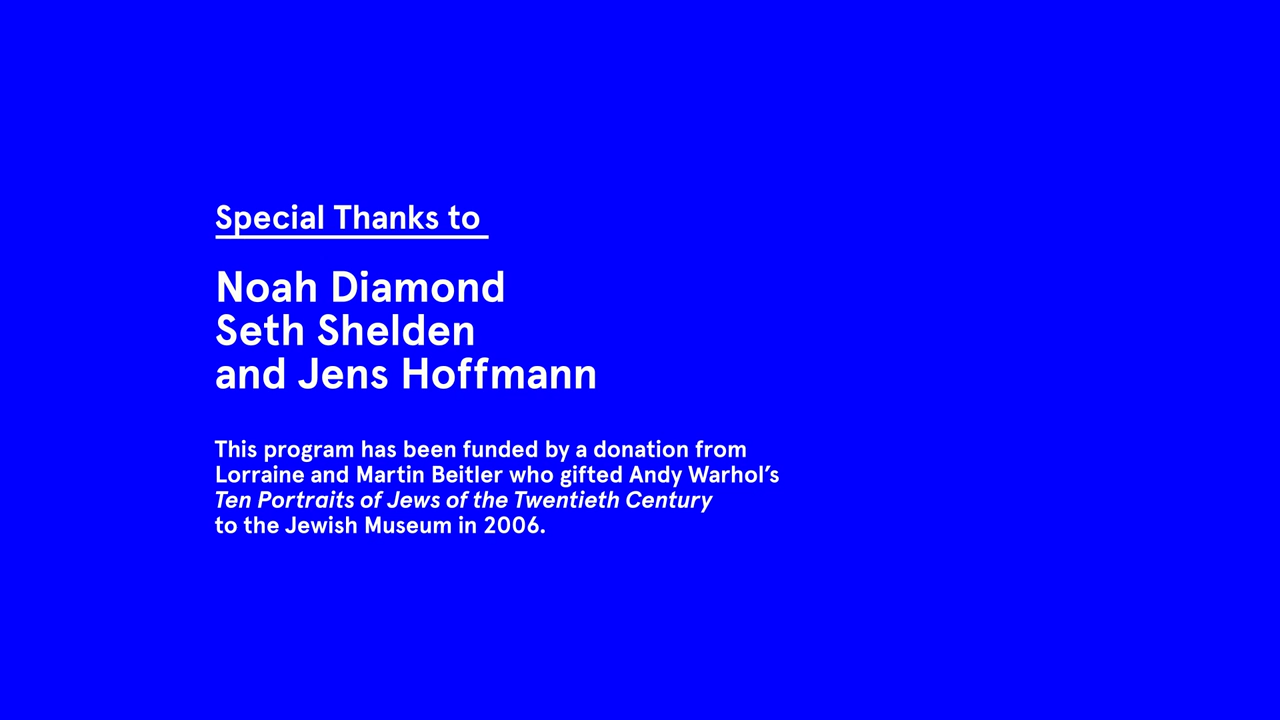 Special Thanks to
Noah Diamond
Seth Shelden
and Jens Hoffmann
This program has been funded by a donation from
Lorraine and Martin Beitler who gifted Andy Warhol’s
Ten Portraits of Jews of the Twentieth Century
to the Jewish Museum in 2006.